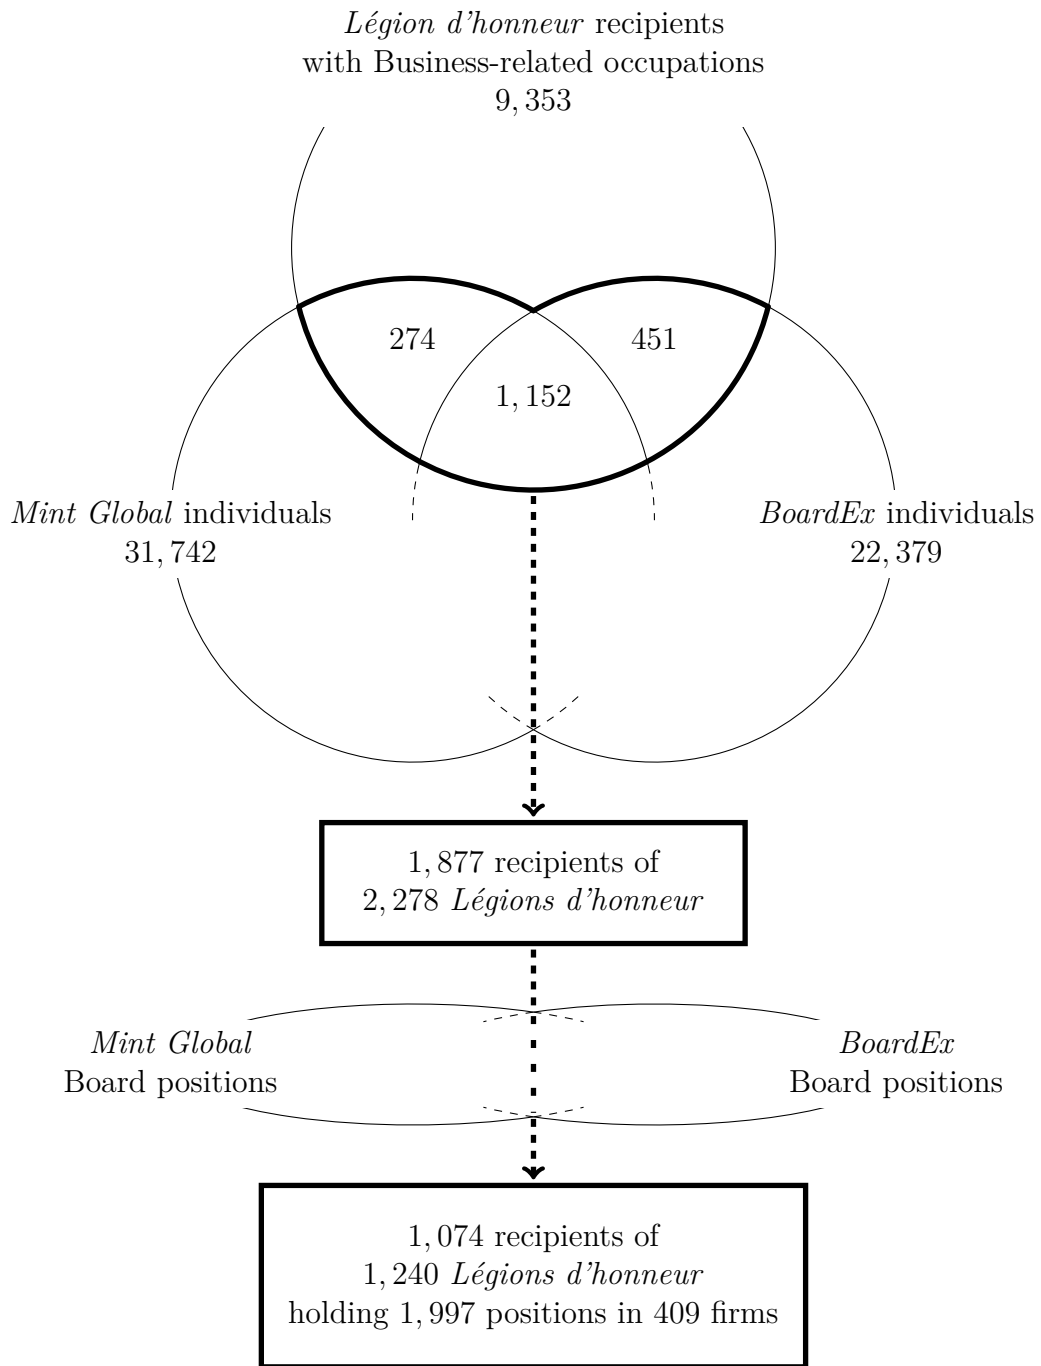 Légion d'honneur recipients
with Business-related occupations
9, 353
274
451
1, 152
Mint Global individuals
31, 742
BoardEx individuals
22, 379
1, 877 recipients of
2, 278 Légions d'honneur
Mint Global
Board positions
BoardEx
Board positions
1, 074 recipients of
1, 240 Légions d'honneur
holding 1, 997 positions in 409 firms